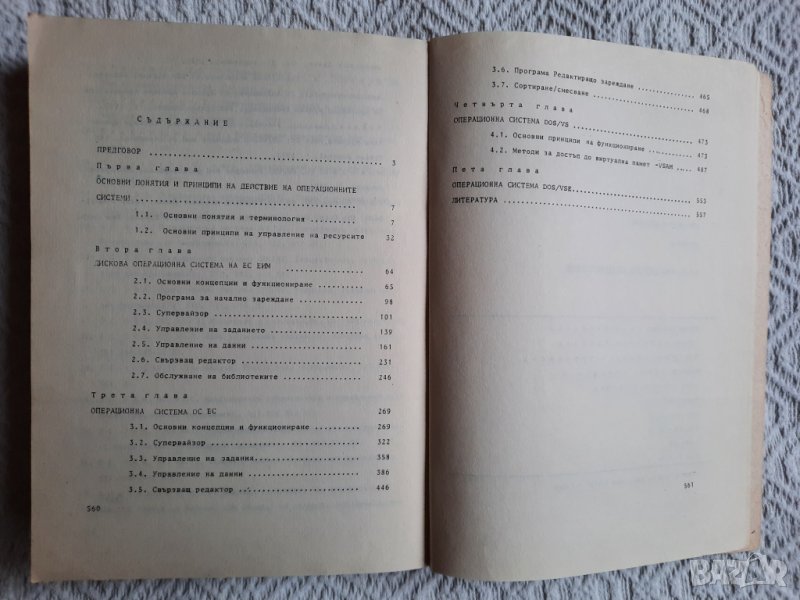 СЪДЪРЖАНИЕ
ПРЕДГОВОР ........ 3
Първа глава
ОСНОВНИ ПОНЯТИЯ И ПРИНЦИПИ НА ДЕЙСТВИЕ НА ОПЕРАЦИОННИТЕ
СИСТЕМИ ........ 7
1.1. Основни понятия и терминология ........ 7
1.2. Основни принципи на управление на ресурсите 32
Втора глава
ДИСКОВА ОПЕРАЦИОННА СИСТЕМА НА ЕС ЕИМ ........ 64
2.1. Основни концепции и функциониране ........ 65
2.2. Програма за начално зареждане ........ 98
2.3. Супервайзор ........ 101
2.4. Управление на заданието ........ 139
2.5. Управление на данни ........ 161
2.6. Свързващ редактор ........ 231
2.7. Обслужване на библиотеките ........ 246
Трета глава
ОПЕРАЦИОННА СИСТЕМА ОС ЕС 269
3.1. Основни концепции и функциониране ........ 269
3.2. Супервайзор ........ 322
3.3. Управление на задания ........ 358
3.4. Управление на данни ........ 386
3.5. Свързващ редактор ........ 446
560
3.6. Програма Редактиращо зареждане ........ 465
3.7. Сортиране/смесване ........ 468
Четвърта глава
ОПЕРАЦИОННА СИСТЕМА DOS/VS ........ 473
4.1. Основни принципи на функциониране ........ 473
4.2. Методи за достъп до виртуална памет -VSAM .... 487
Пета глава
ОПЕРАЦИОННА СИСТЕМА DOS/VSE ........ 553
ЛИТЕРАТУРА ........ 557
561
BAZAR